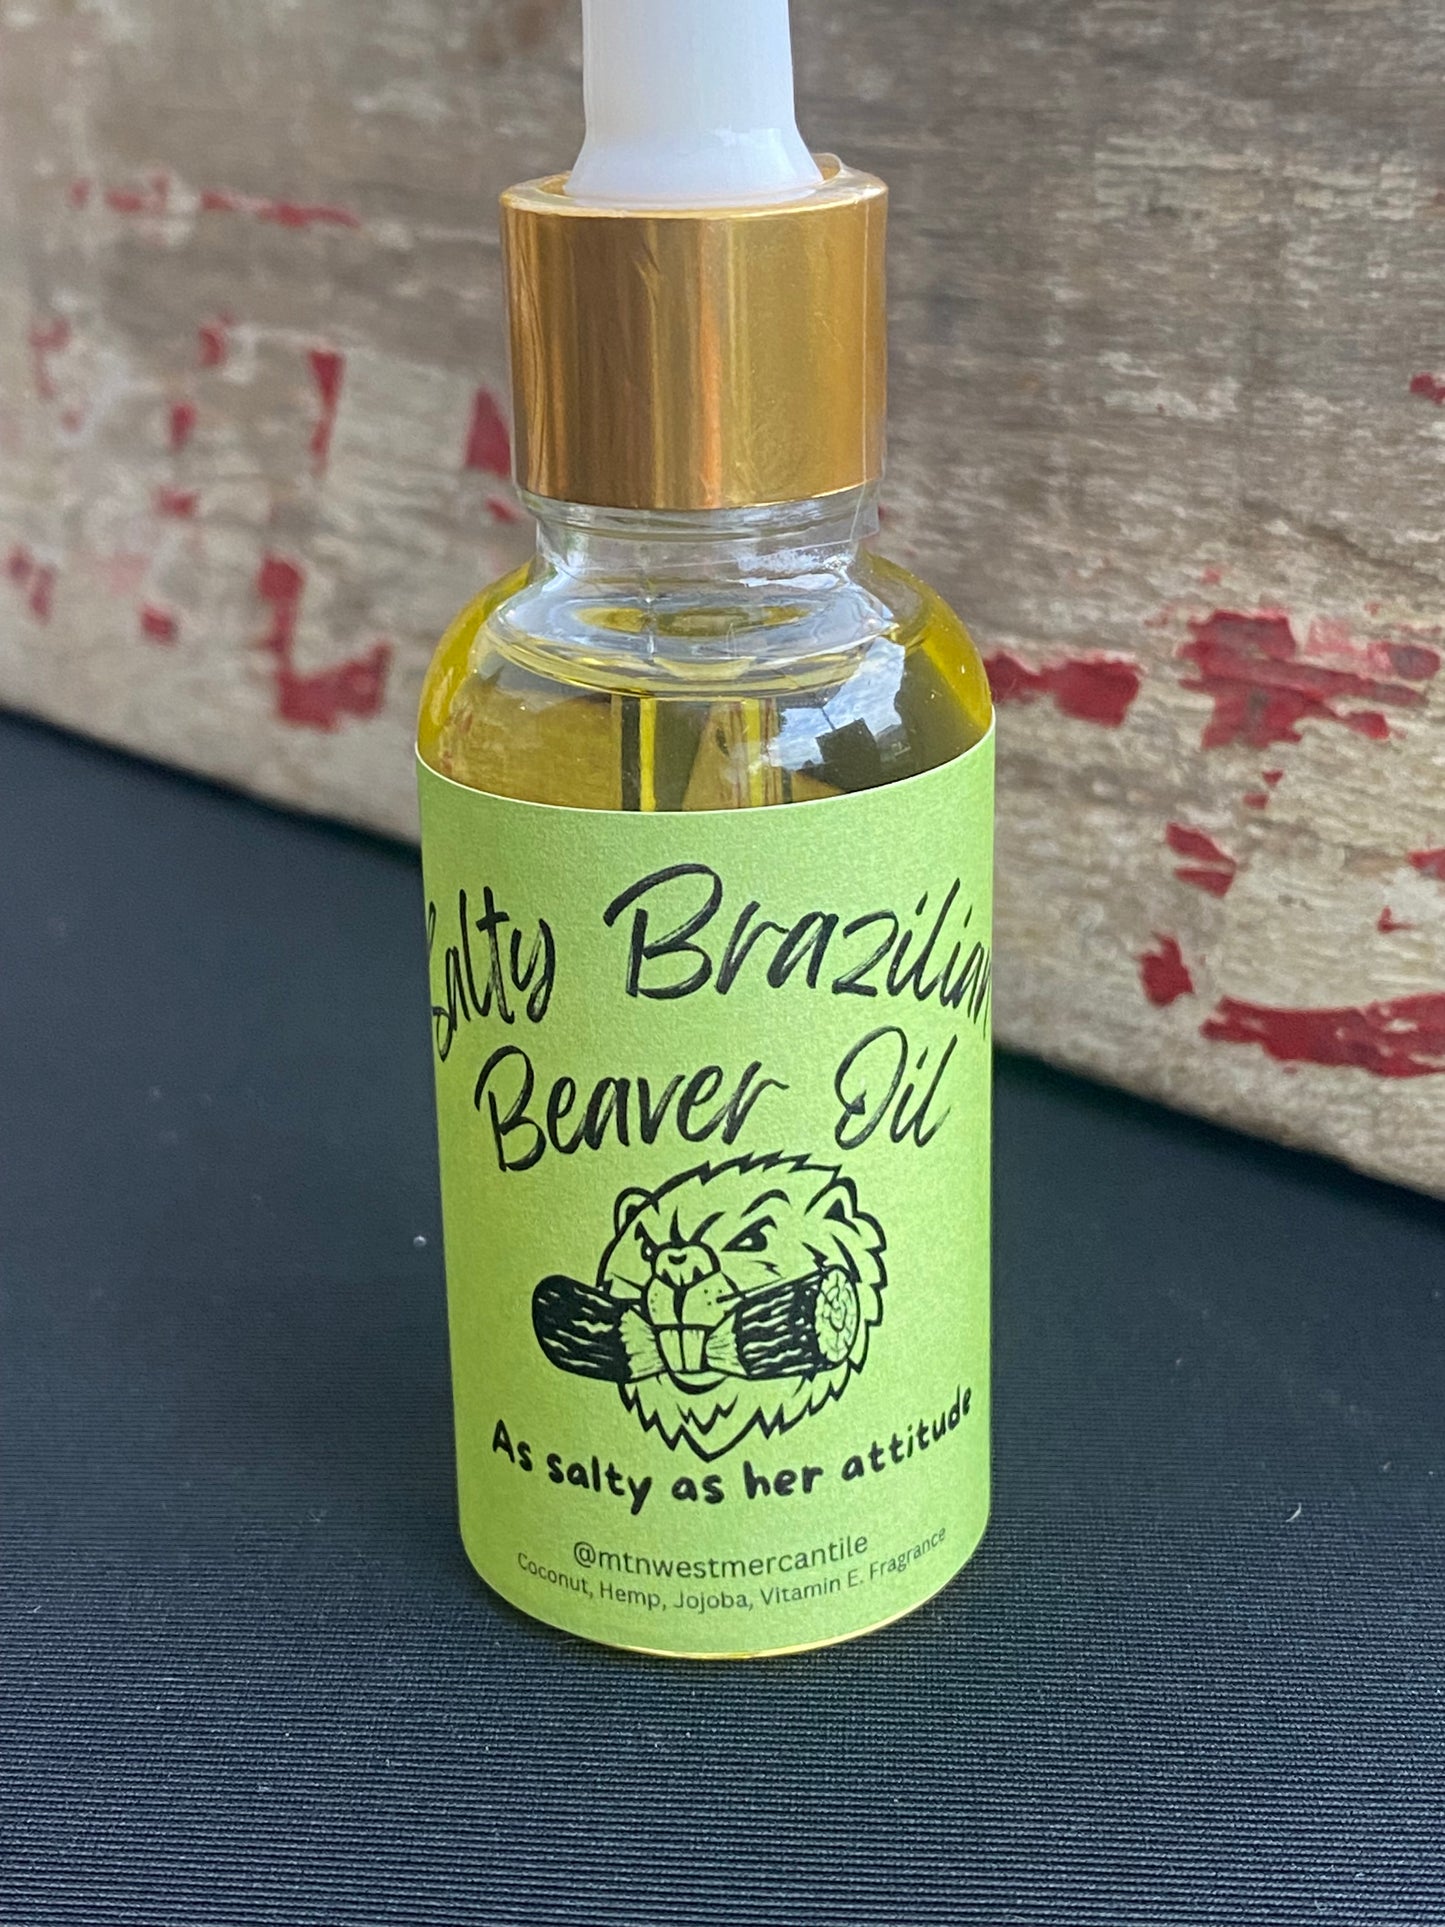 Salty Brazilian
Beaver Oil
As salty as her attitude
@mtnwestmercantile
Coconut, Hemp, Jojoba, Vitamin E. Fragrance